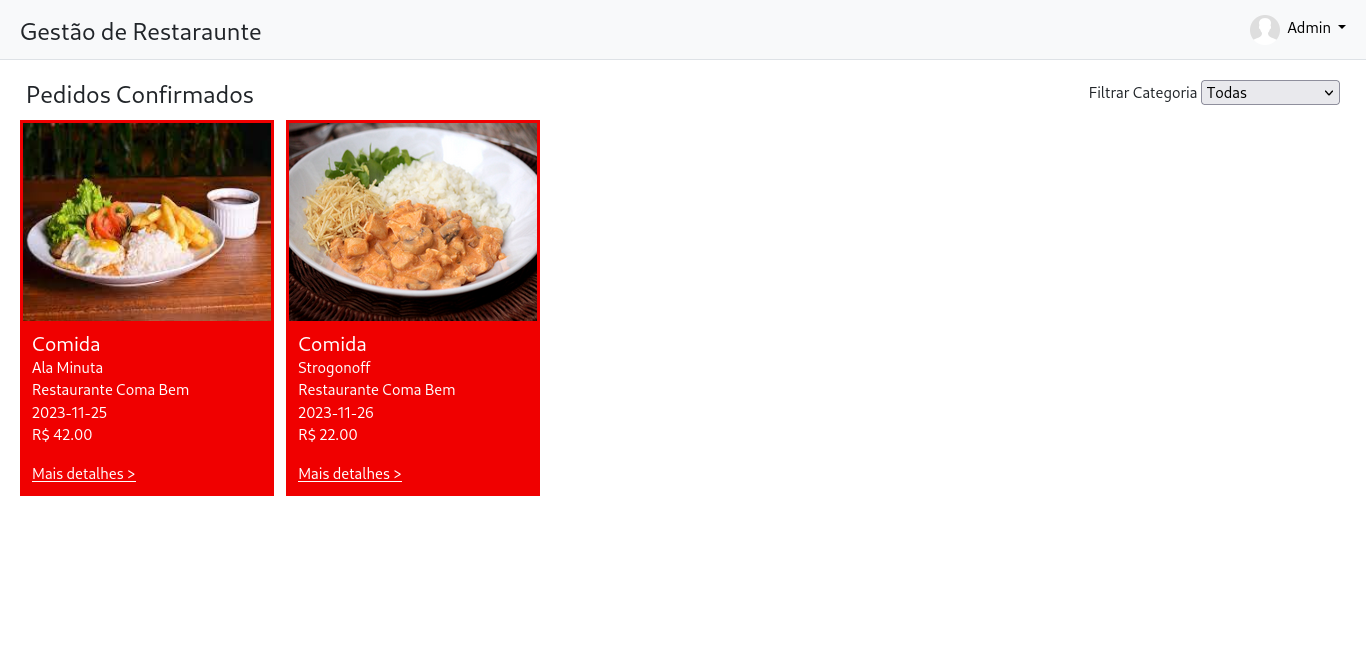 Gestão de Restaraunte
Admin
Pedidos Confirmados
Filtrar Categoria Todas
Comida
Ala Minuta
Restaurante Coma Bem
2023-11-25
R$ 42.00
Mais detalhes >
Comida
Strogonoff
Restaurante Coma Bem
2023-11-26
R$ 22.00
Mais detalhes >